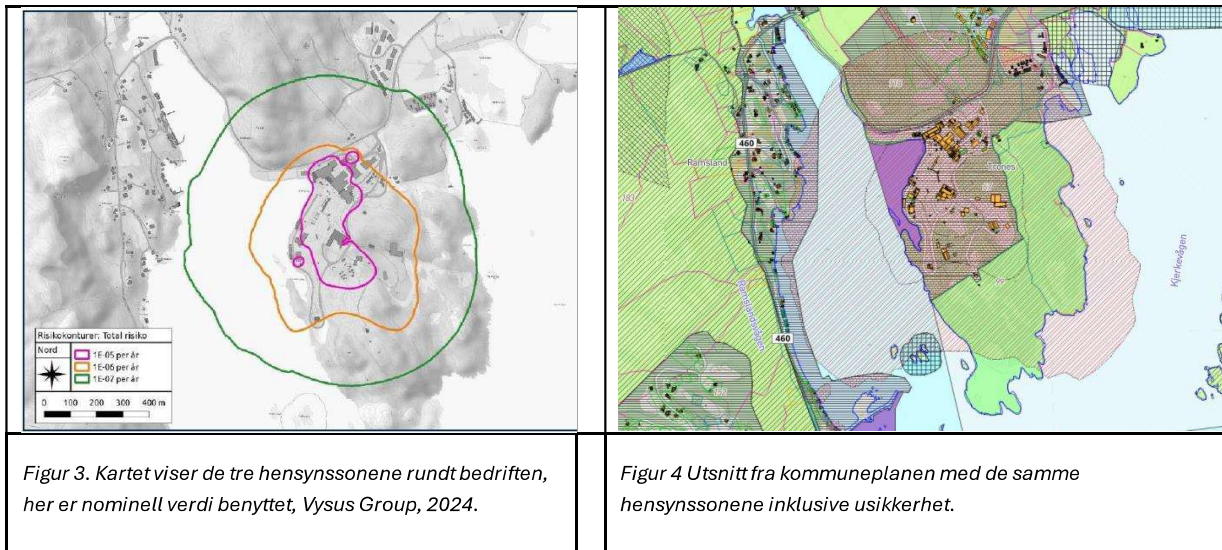 Risikokonturer: Total risiko
Nord
1E-05 per år
1E-06 per år
1E-07 per år
0 100 200 300 400 m
460
Ramsland
183
Ramslandsvågen
460
Kjerkevågen
Figur 3. Kartet viser de tre hensynssonene rundt bedriften,
her er nominell verdi benyttet, Vysus Group, 2024.
Figur 4 Utsnitt fra kommuneplanen med de samme
hensynssonene inklusive usikkerhet.